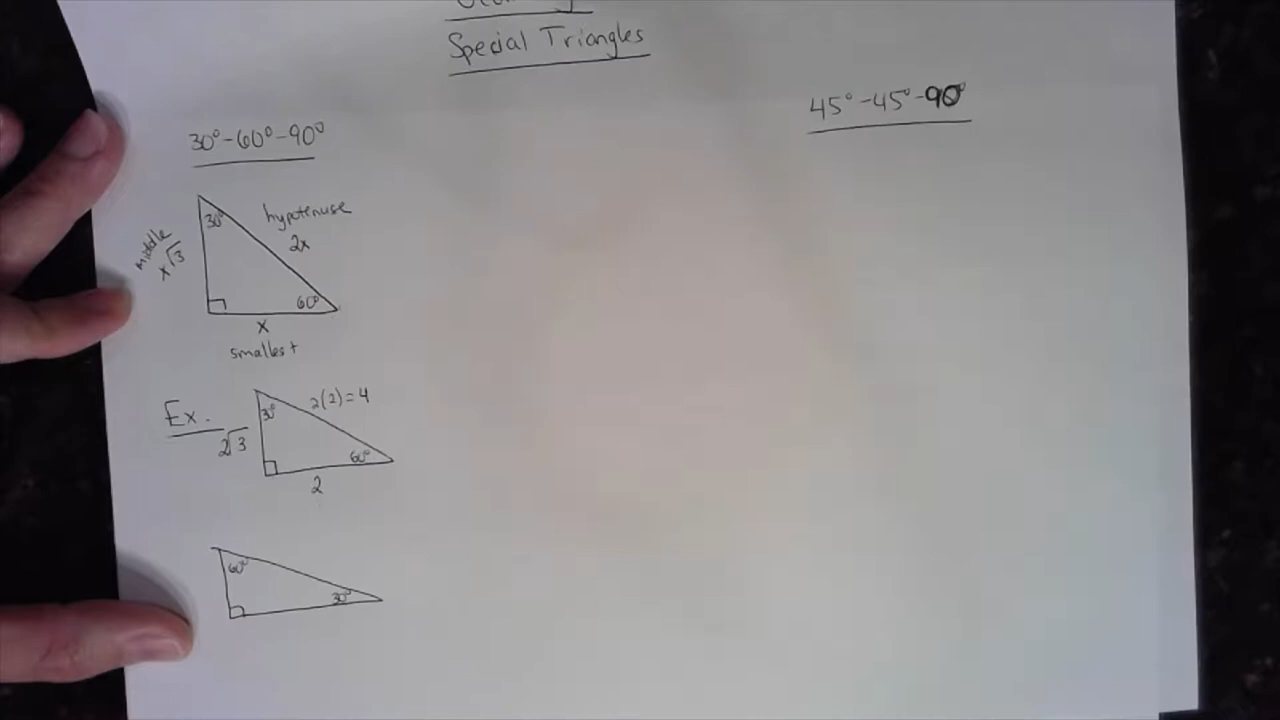 Special Triangles
45°-45°-90°
30°-60°-90°
30°
hypotenuse
2x
middle
x√3
60°
x
smallest
Ex.
30°
2(2)=4
2√3
60°
2
60°
30°